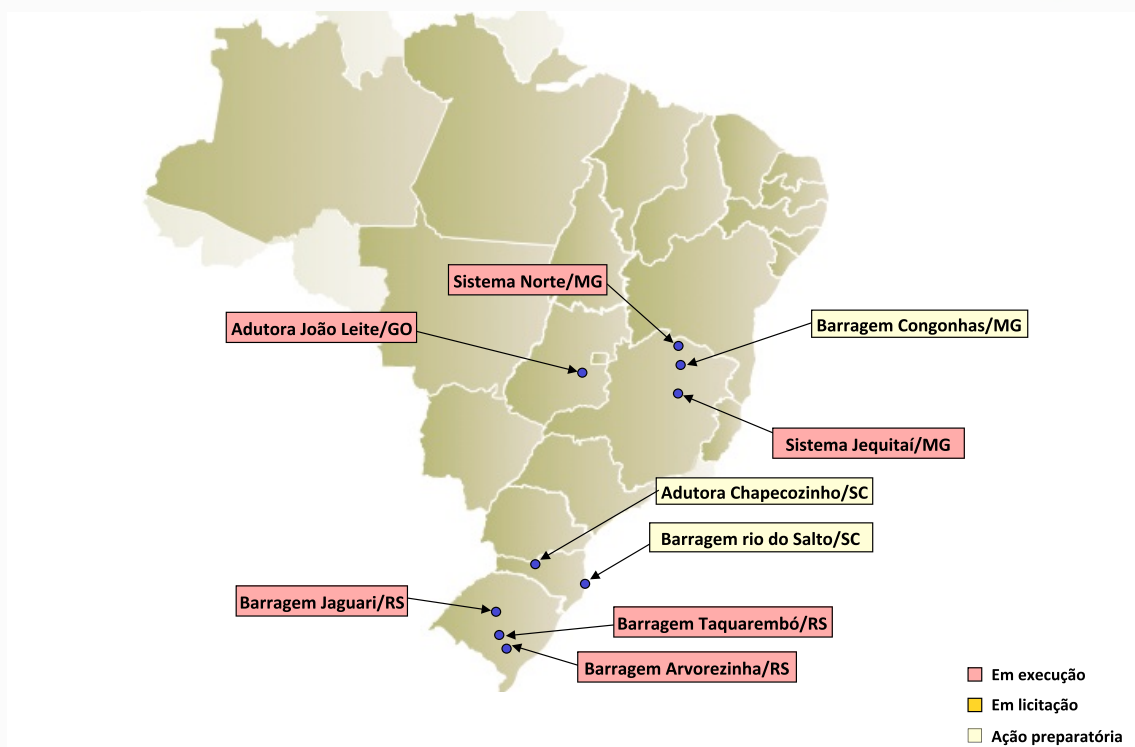 Sistema Norte/MG
Adutora João Leite/GO
Barragem Congonhas/MG
Sistema Jequitaí/MG
Adutora Chapecozinho/SC
Barragem rio do Salto/SC
Barragem Jaguari/RS
Barragem Taquarembó/RS
Barragem Arvorezinha/RS
Em execução
Em licitação
Ação preparatória